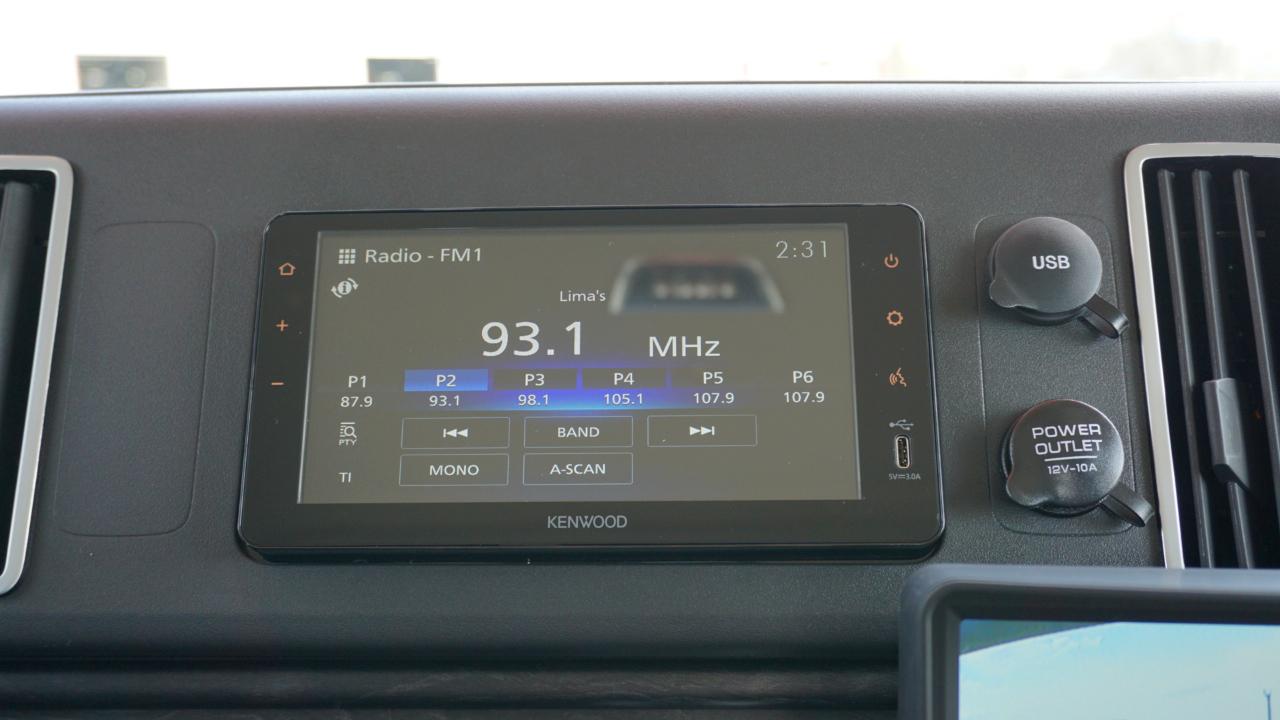 Radio - FM1
2:31
Lima's
93.1 MHz
P1 P2 P3 P4 P5 P6
87.9 93.1 98.1 105.1 107.9 107.9
PTY
BAND
TI
MONO
A-SCAN
KENWOOD
5V⎓3.0A
USB
POWER
OUTLET
12V-10A